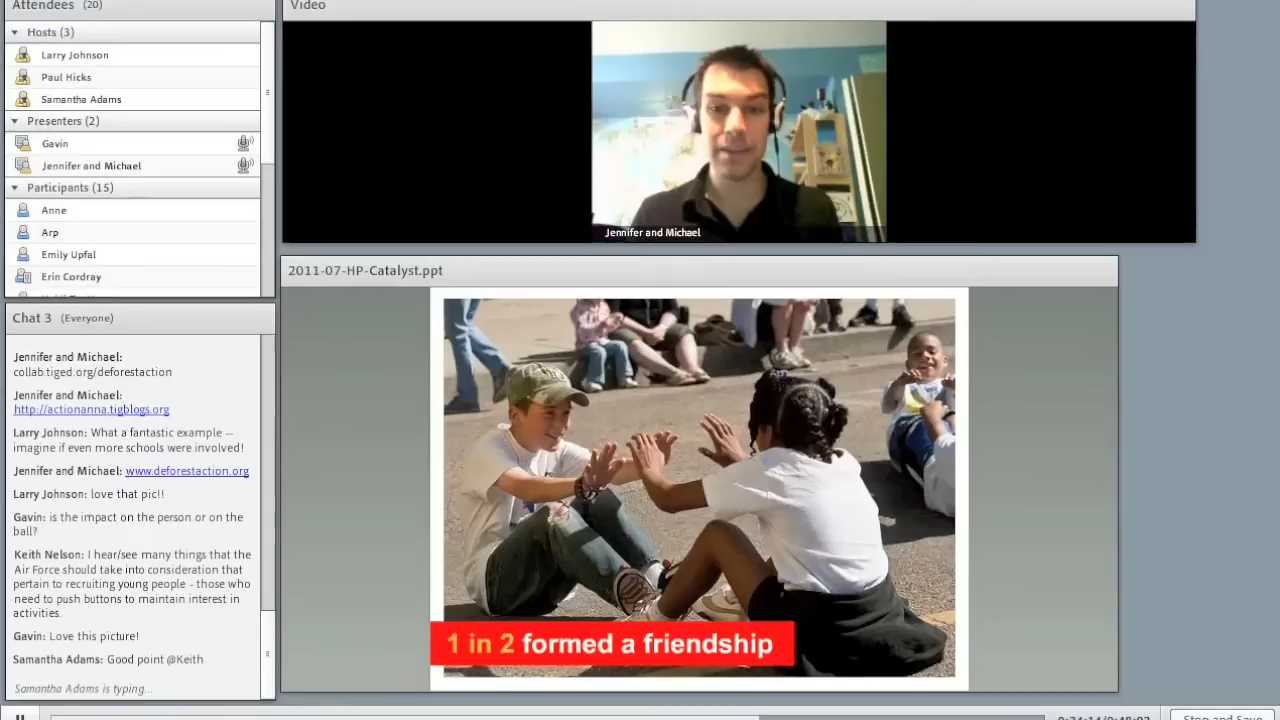 Attendees (20)
Hosts (3)
Larry Johnson
Paul Hicks
Samantha Adams
Presenters (2)
Gavin
Jennifer and Michael
Participants (15)
Anne
Arp
Emily Upfal
Erin Cordray
Chat 3 (Everyone)
Jennifer and Michael:
collab.tiged.org/deforestaction
Jennifer and Michael:
http://actionanna.tigblogs.org
Larry Johnson: What a fantastic example --
imagine if even more schools were involved!
Jennifer and Michael: www.deforestaction.org
Larry Johnson: love that pic!!
Gavin: is the impact on the person or on the
ball?
Keith Nelson: I hear/see many things that the
Air Force should take into consideration that
pertain to recruiting young people - those who
need to push buttons to maintain interest in
activities.
Gavin: Love this picture!
Samantha Adams: Good point @Keith
Samantha Adams is typing...
Video
Jennifer and Michael
2011-07-HP-Catalyst.ppt
1 in 2 formed a friendship
0:34:14/0:48:03
Stop and Save